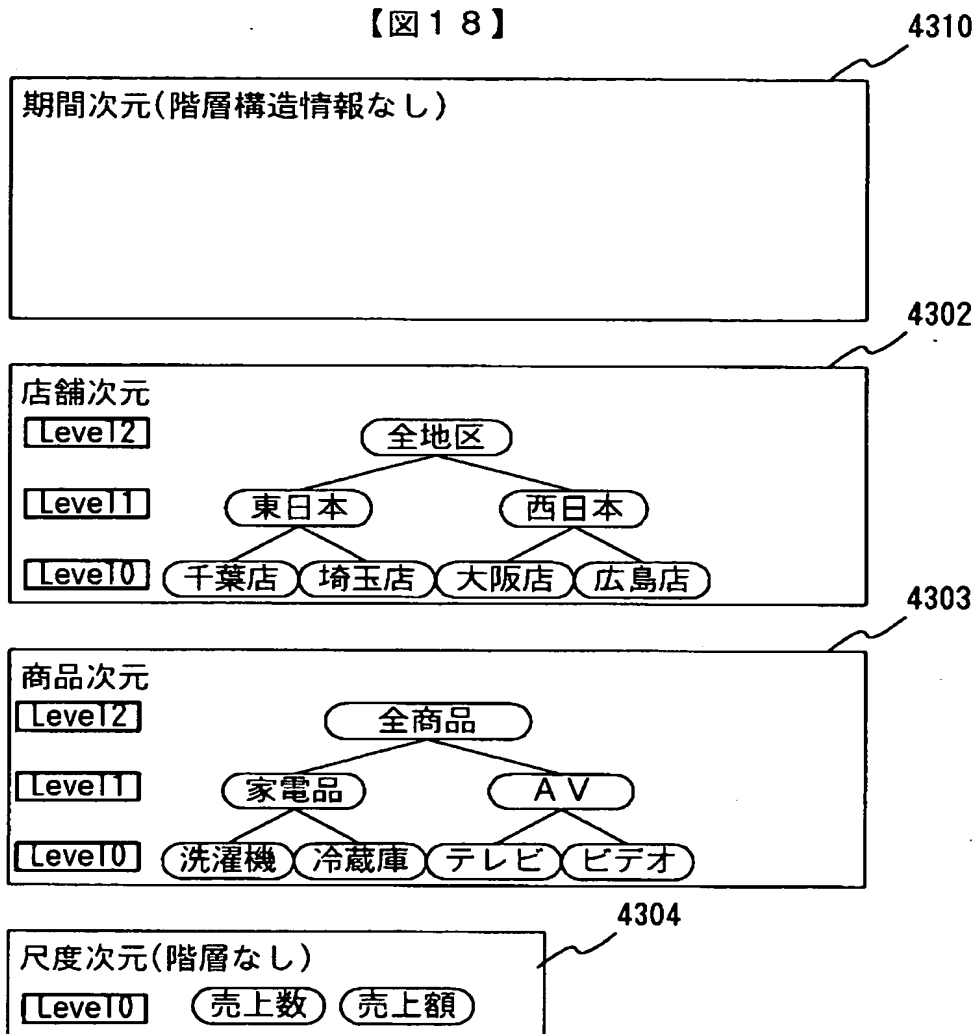 【図１８】
4310
期間次元(階層構造情報なし)
4302
店舗次元
Level2 全地区
Level1 東日本 西日本
Level0 千葉店 埼玉店 大阪店 広島店
4303
商品次元
Level2 全商品
Level1 家電品 ＡＶ
Level0 洗濯機 冷蔵庫 テレビ ビデオ
4304
尺度次元(階層なし)
Level0 売上数 売上額